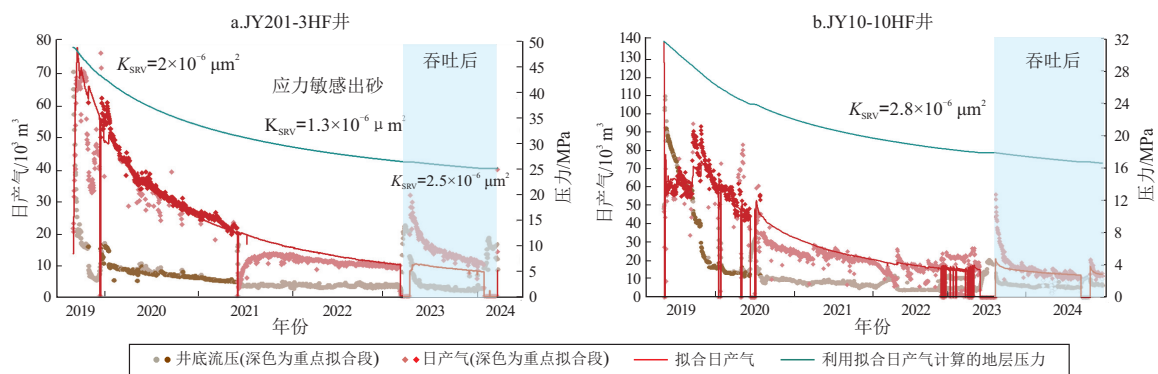 a.JY201-3HF井
80
70
60
50
40
30
20
10
0
日产气/10³ m³
50
45
40
35
30
25
20
15
10
5
0
压力/MPa
K_SRV=2×10⁻⁶ μm²
应力敏感出砂
K_SRV=1.3×10⁻⁶ μm²
吞吐后
K_SRV=2.5×10⁻⁶ μm²
2019 2020 2021 2022 2023 2024
年份
b.JY10-10HF井
140
130
120
110
100
90
80
70
60
50
40
30
20
10
0
日产气/10³ m³
32
28
24
20
16
12
8
4
0
压力/MPa
吞吐后
K_SRV=2.8×10⁻⁶ μm²
2019 2020 2021 2022 2023 2024
年份
井底流压(深色为重点拟合段) 日产气(深色为重点拟合段) 拟合日产气 利用拟合日产气计算的地层压力